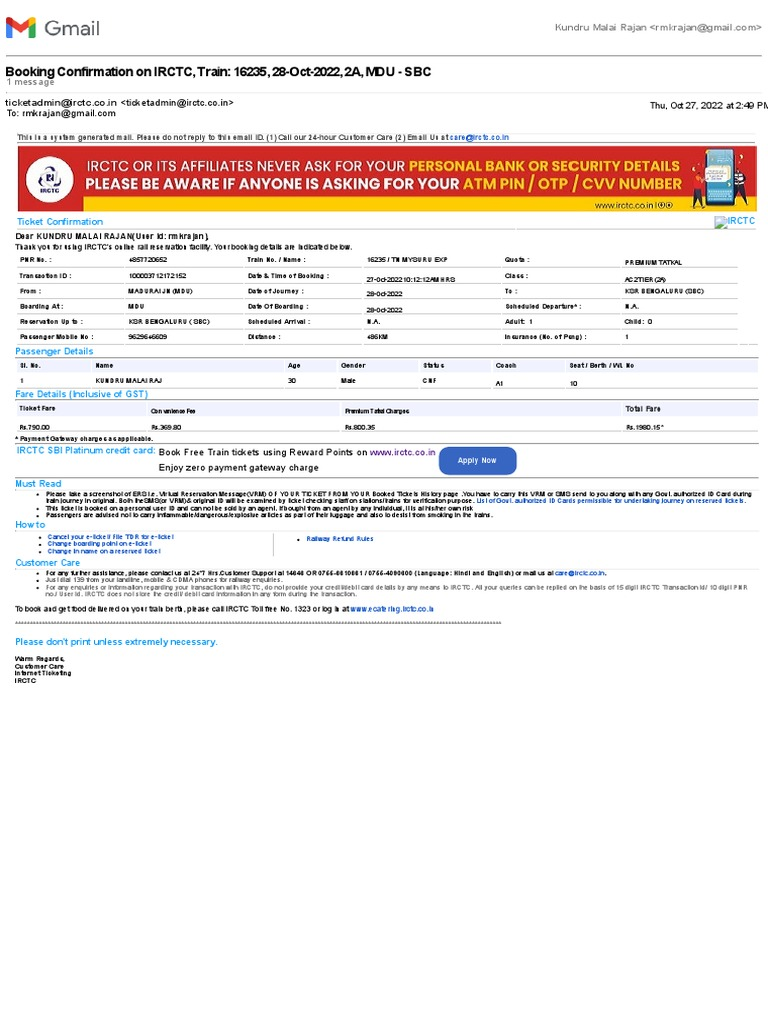 Gmail
Kundru Malai Rajan <rmkrajan@gmail.com>
Booking Confirmation on IRCTC, Train: 16235, 28-Oct-2022, 2A, MDU - SBC
1 message
ticketadmin@irctc.co.in <ticketadmin@irctc.co.in>
Thu, Oct 27, 2022 at 2:49 PM
To: rmkrajan@gmail.com
This is a system generated mail. Please do not reply to this email ID. (1) Call our 24-hour Customer Care (2) Email Us at care@irctc.co.in
IRCTC OR ITS AFFILIATES NEVER ASK FOR YOUR PERSONAL BANK OR SECURITY DETAILS
PLEASE BE AWARE IF ANYONE IS ASKING FOR YOUR ATM PIN / OTP / CVV NUMBER
IRCTC
www.irctc.co.in
Ticket Confirmation
IRCTC
Dear KUNDRU MALAI RAJAN(User Id: rmkrajan),
Thank you for using IRCTC's online rail reservation facility. Your booking details are indicated below.
PNR No. : 4857720652 Train No. / Name : 16235 / TN MYSURU EXP Quota : PREMIUM TATKAL
Transaction ID : 100003712172152 Date & Time of Booking : 27-Oct-2022 10:12:12 AM HRS Class : AC 2 TIER (2A)
From : MADURAI JN (MDU) Date of Journey : 28-Oct-2022 To : KSR BENGALURU (SBC)
Boarding At : MDU Date Of Boarding : 28-Oct-2022 Scheduled Departure* : N.A.
Reservation Up to : KSR BENGALURU ( SBC) Scheduled Arrival : N.A. Adult: 1 Child: 0
Passenger Mobile No : 9629646609 Distance : 486KM Insurance (No. of Psng) : 1
Passenger Details
Sl. No. Name Age Gender Status Coach Seat / Berth / WL No
1 KUNDRU MALAI RAJ 30 Male CNF A1 10
Fare Details (Inclusive of GST)
Ticket Fare Convenience Fee Premium Tatkal Charges Total Fare
Rs.790.00 Rs.369.80 Rs.800.35 Rs.1960.15*
* Payment Gateway charges as applicable.
IRCTC SBI Platinum credit card: Book Free Train tickets using Reward Points on www.irctc.co.in
Enjoy zero payment gateway charge
Apply Now
Must Read
Please take a screenshot of ERS i.e. Virtual Reservation Message(VRM) OF YOUR TICKET FROM YOUR Booked Tickets History page .You have to carry this VRM or SMS send to you along with any Govt. authorized ID Card during
train journey in original. Both the SMS(or VRM)& original ID will be examined by ticket checking staff on stations/trains for verification purpose. List of Govt. authorized ID Cards permissible for undertaking journey on reserved tickets.
This ticket is booked on a personal user ID and can not be sold by an agent. If bought from an agent by any individual, it is at his/her own risk
Passengers are advised not to carry inflammable/dangerous/explosive articles as part of their luggage and also to desist from smoking in the trains.
How to
Cancel your e-ticket/ File TDR for e-ticket
Railway Refund Rules
Change boarding point on e-ticket
Change in name on a reserved ticket
Customer Care
For any further assistance, please contact us at 24*7 Hrs.Customer Support at 14646 OR 0755-6610661 / 0755-4090600 (Language: Hindi and English) or mail us at care@irctc.co.in.
Just dial 139 from your landline, mobile & CDMA phones for railway enquiries.
For any enquiries or information regarding your transaction with IRCTC, do not provide your credit/debit card details by any means to IRCTC. All your queries can be replied on the basis of 15 digit IRCTC Transaction id/ 10 digit PNR
no./ User id. IRCTC does not store the credit/ debit card information in any form during the transaction.
To book and get food delivered on your train berth, please call IRCTC Toll free No. 1323 or log in at www.ecatering.irctc.co.in
Please don't print unless extremely necessary.
Warm Regards,
Customer Care
Internet Ticketing
IRCTC